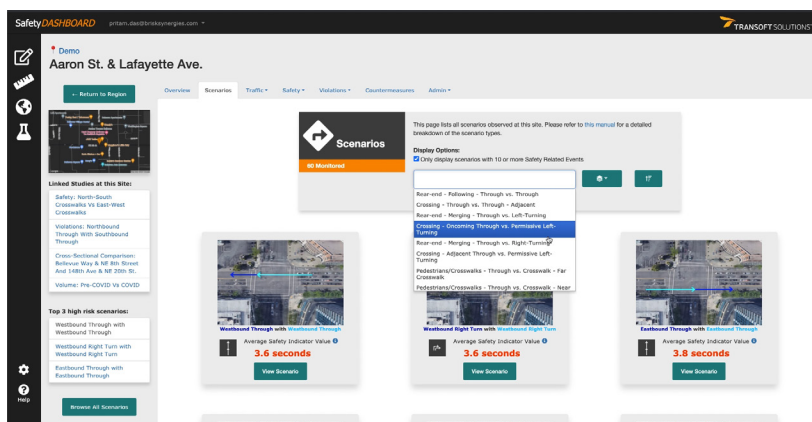 Safety DASHBOARD
pritam.das@brisksynergies.com
TRANSOFT SOLUTIONS
Demo
Aaron St. & Lafayette Ave.
← Return to Region
Overview Scenarios Traffic Safety Violations Countermeasures Admin
Linked Studies at this Site:
Safety: North-South
Crosswalks Vs East-West
Crosswalks
Violations: Northbound
Through With Southbound
Through
Cross-Sectional Comparison:
Bellevue Way & NE 8th Street
And 148th Ave & NE 20th St.
Volume: Pre-COVID Vs COVID
Top 3 high risk scenarios:
Westbound Through with
Westbound Through
Westbound Right Turn with
Westbound Right Turn
Eastbound Through with
Eastbound Through
Browse All Scenarios
Help
Scenarios
Monitored
This page lists all scenarios observed at this site. Please refer to this manual for a detailed
breakdown of the scenario types.
Display Options:
Only display scenarios with 10 or more Safety Related Events
Rear-end - Following - Through vs. Through
Crossing - Through vs. Through - Adjacent
Rear-end - Merging - Through vs. Left-Turning
Crossing - Oncoming Through vs. Permissive Left-
Turning
Rear-end - Merging - Through vs. Right-Turning
Crossing - Adjacent Through vs. Permissive Left-
Turning
Pedestrians/Crosswalks - Through vs. Crosswalk - Far
Crosswalk
Pedestrians/Crosswalks - Through vs. Crosswalk - Near
Westbound Through with Westbound Through
Average Safety Indicator Value
3.6 seconds
View Scenario
Westbound Right Turn with Westbound Right Turn
Average Safety Indicator Value
3.6 seconds
View Scenario
Eastbound Through with Eastbound Through
Average Safety Indicator Value
3.8 seconds
View Scenario